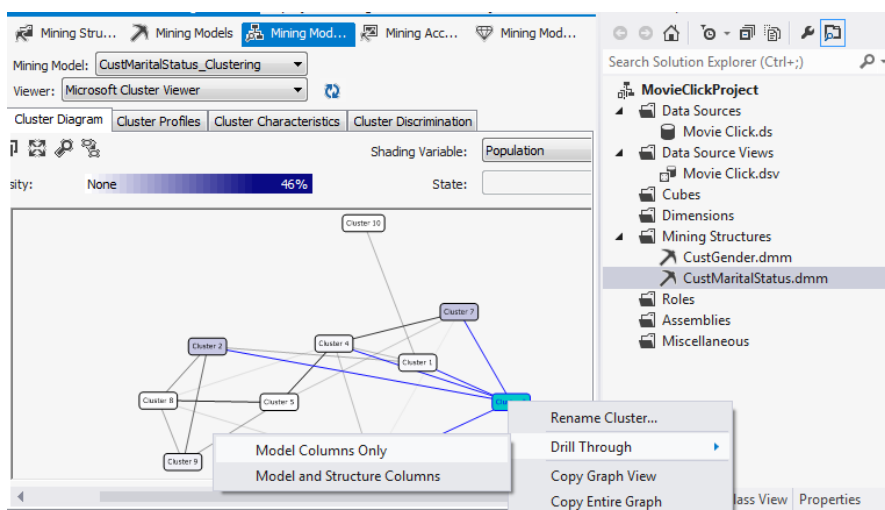 Mining Stru... Mining Models Mining Mod... Mining Acc... Mining Mod...
Mining Model: CustMaritalStatus_Clustering
Viewer: Microsoft Cluster Viewer
Cluster Diagram Cluster Profiles Cluster Characteristics Cluster Discrimination
Shading Variable: Population
sity: None 46% State:
Cluster 10
Cluster 7
Cluster 2
Cluster 4
Cluster 1
Cluster 8
Cluster 5
Cluster 9
Rename Cluster...
Drill Through
Model Columns Only
Model and Structure Columns
Copy Graph View
Copy Entire Graph
Search Solution Explorer (Ctrl+;)
MovieClickProject
Data Sources
Movie Click.ds
Data Source Views
Movie Click.dsv
Cubes
Dimensions
Mining Structures
CustGender.dmm
CustMaritalStatus.dmm
Roles
Assemblies
Miscellaneous
lass View Properties